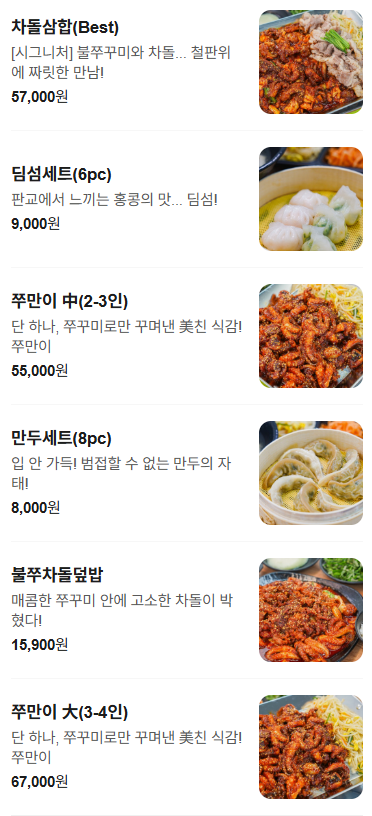 차돌삼합(Best)
[시그니처] 불쭈꾸미와 차돌... 철판위
에 짜릿한 만남!
57,000원
딤섬세트(6pc)
판교에서 느끼는 홍콩의 맛... 딤섬!
9,000원
쭈만이 中(2-3인)
단 하나, 쭈꾸미로만 꾸며낸 美친 식감!
쭈만이
55,000원
만두세트(8pc)
입 안 가득! 범접할 수 없는 만두의 자
태!
8,000원
불쭈차돌덮밥
매콤한 쭈꾸미 안에 고소한 차돌이 박
혔다!
15,900원
쭈만이 大(3-4인)
단 하나, 쭈꾸미로만 꾸며낸 美친 식감!
쭈만이
67,000원